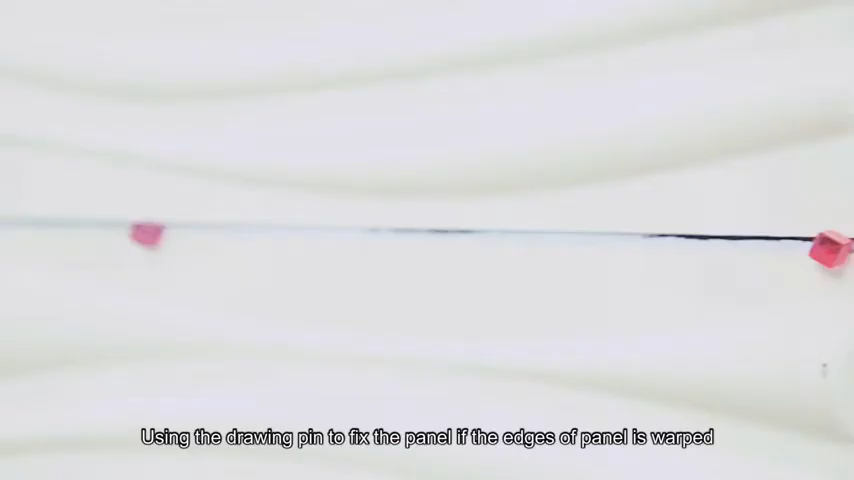 Using the drawing pin to fix the panel if the edges of panel is warped